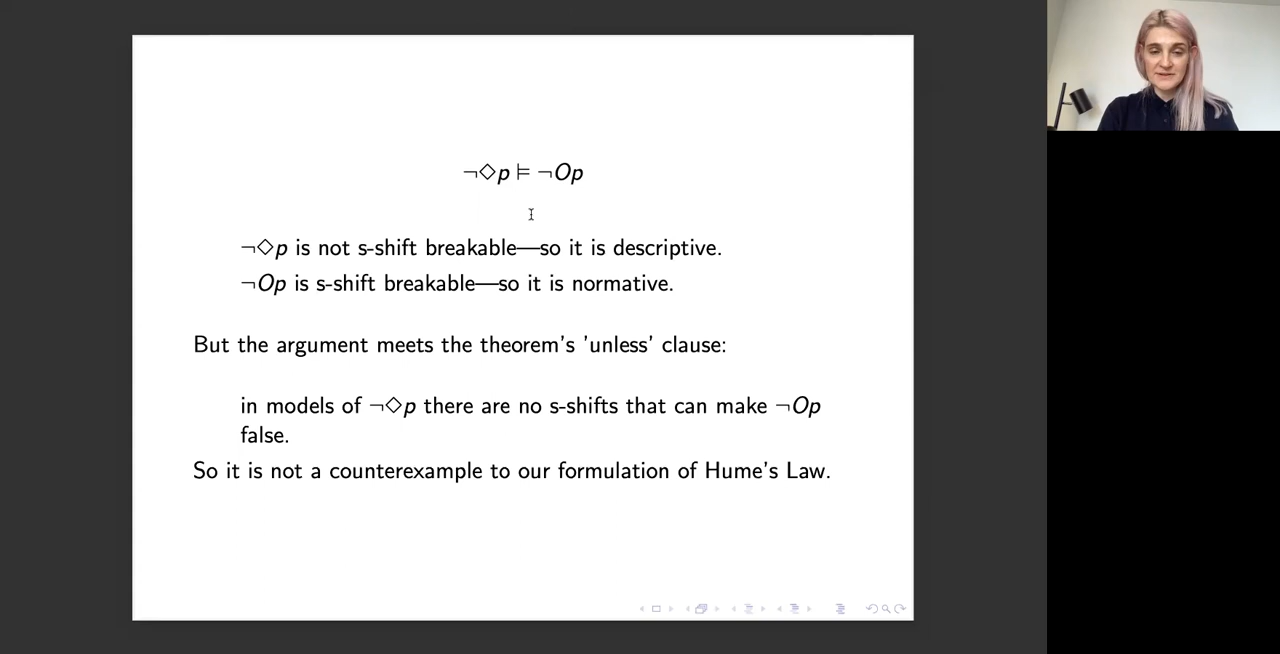 ¬◇p ⊨ ¬Op
¬◇p is not s-shift breakable—so it is descriptive.
¬Op is s-shift breakable—so it is normative.
But the argument meets the theorem's 'unless' clause:
in models of ¬◇p there are no s-shifts that can make ¬Op
false.
So it is not a counterexample to our formulation of Hume's Law.